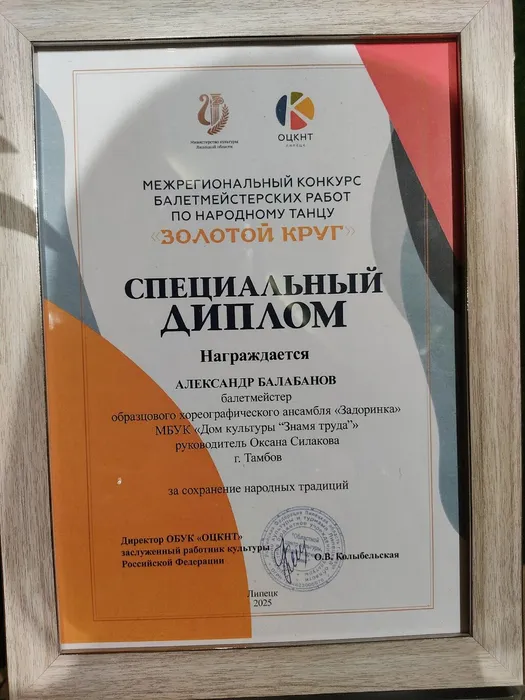 Министерство культуры
Липецкой области
ОЦКНТ
ЛИПЕЦК
МЕЖРЕГИОНАЛЬНЫЙ КОНКУРС
БАЛЕТМЕЙСТЕРСКИХ РАБОТ
ПО НАРОДНОМУ ТАНЦУ
«ЗОЛОТОЙ КРУГ»
СПЕЦИАЛЬНЫЙ
ДИПЛОМ
Награждается
АЛЕКСАНДР БАЛАБАНОВ
балетмейстер
образцового хореографического ансамбля «Задоринка»
МБУК «Дом культуры "Знамя труда"»
руководитель Оксана Силакова
г. Тамбов
за сохранение народных традиций
Директор ОБУК «ОЦКНТ»
заслуженный работник культуры
Российской Федерации
О.В. Колыбельская
Липецк
2025